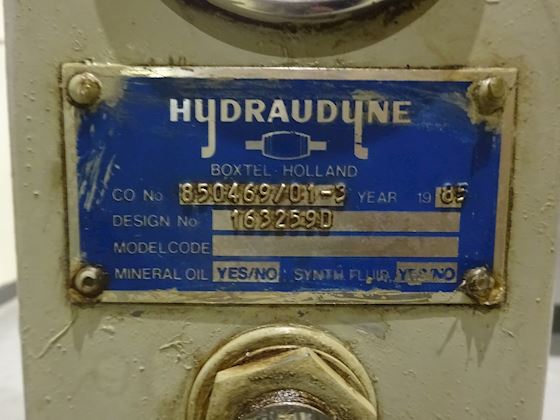 HYDRAUDYNE
BOXTEL-HOLLAND
CO No 850469/01-3 YEAR 1985
DESIGN No 163259D
MODELCODE
MINERAL OIL YES/NO SYNTH FLUID YES/NO